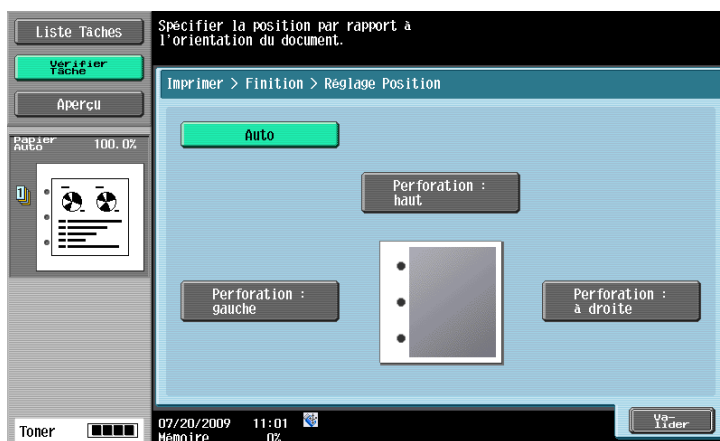 Liste Tâches
Vérifier
Tâche
Aperçu
Papier
Auto
100.0%
1
Toner
Spécifier la position par rapport à
l'orientation du document.
Imprimer > Finition > Réglage Position
Auto
Perforation :
haut
Perforation :
gauche
Perforation :
à droite
07/20/2009 11:01
Mémoire 0%
Va-
lider